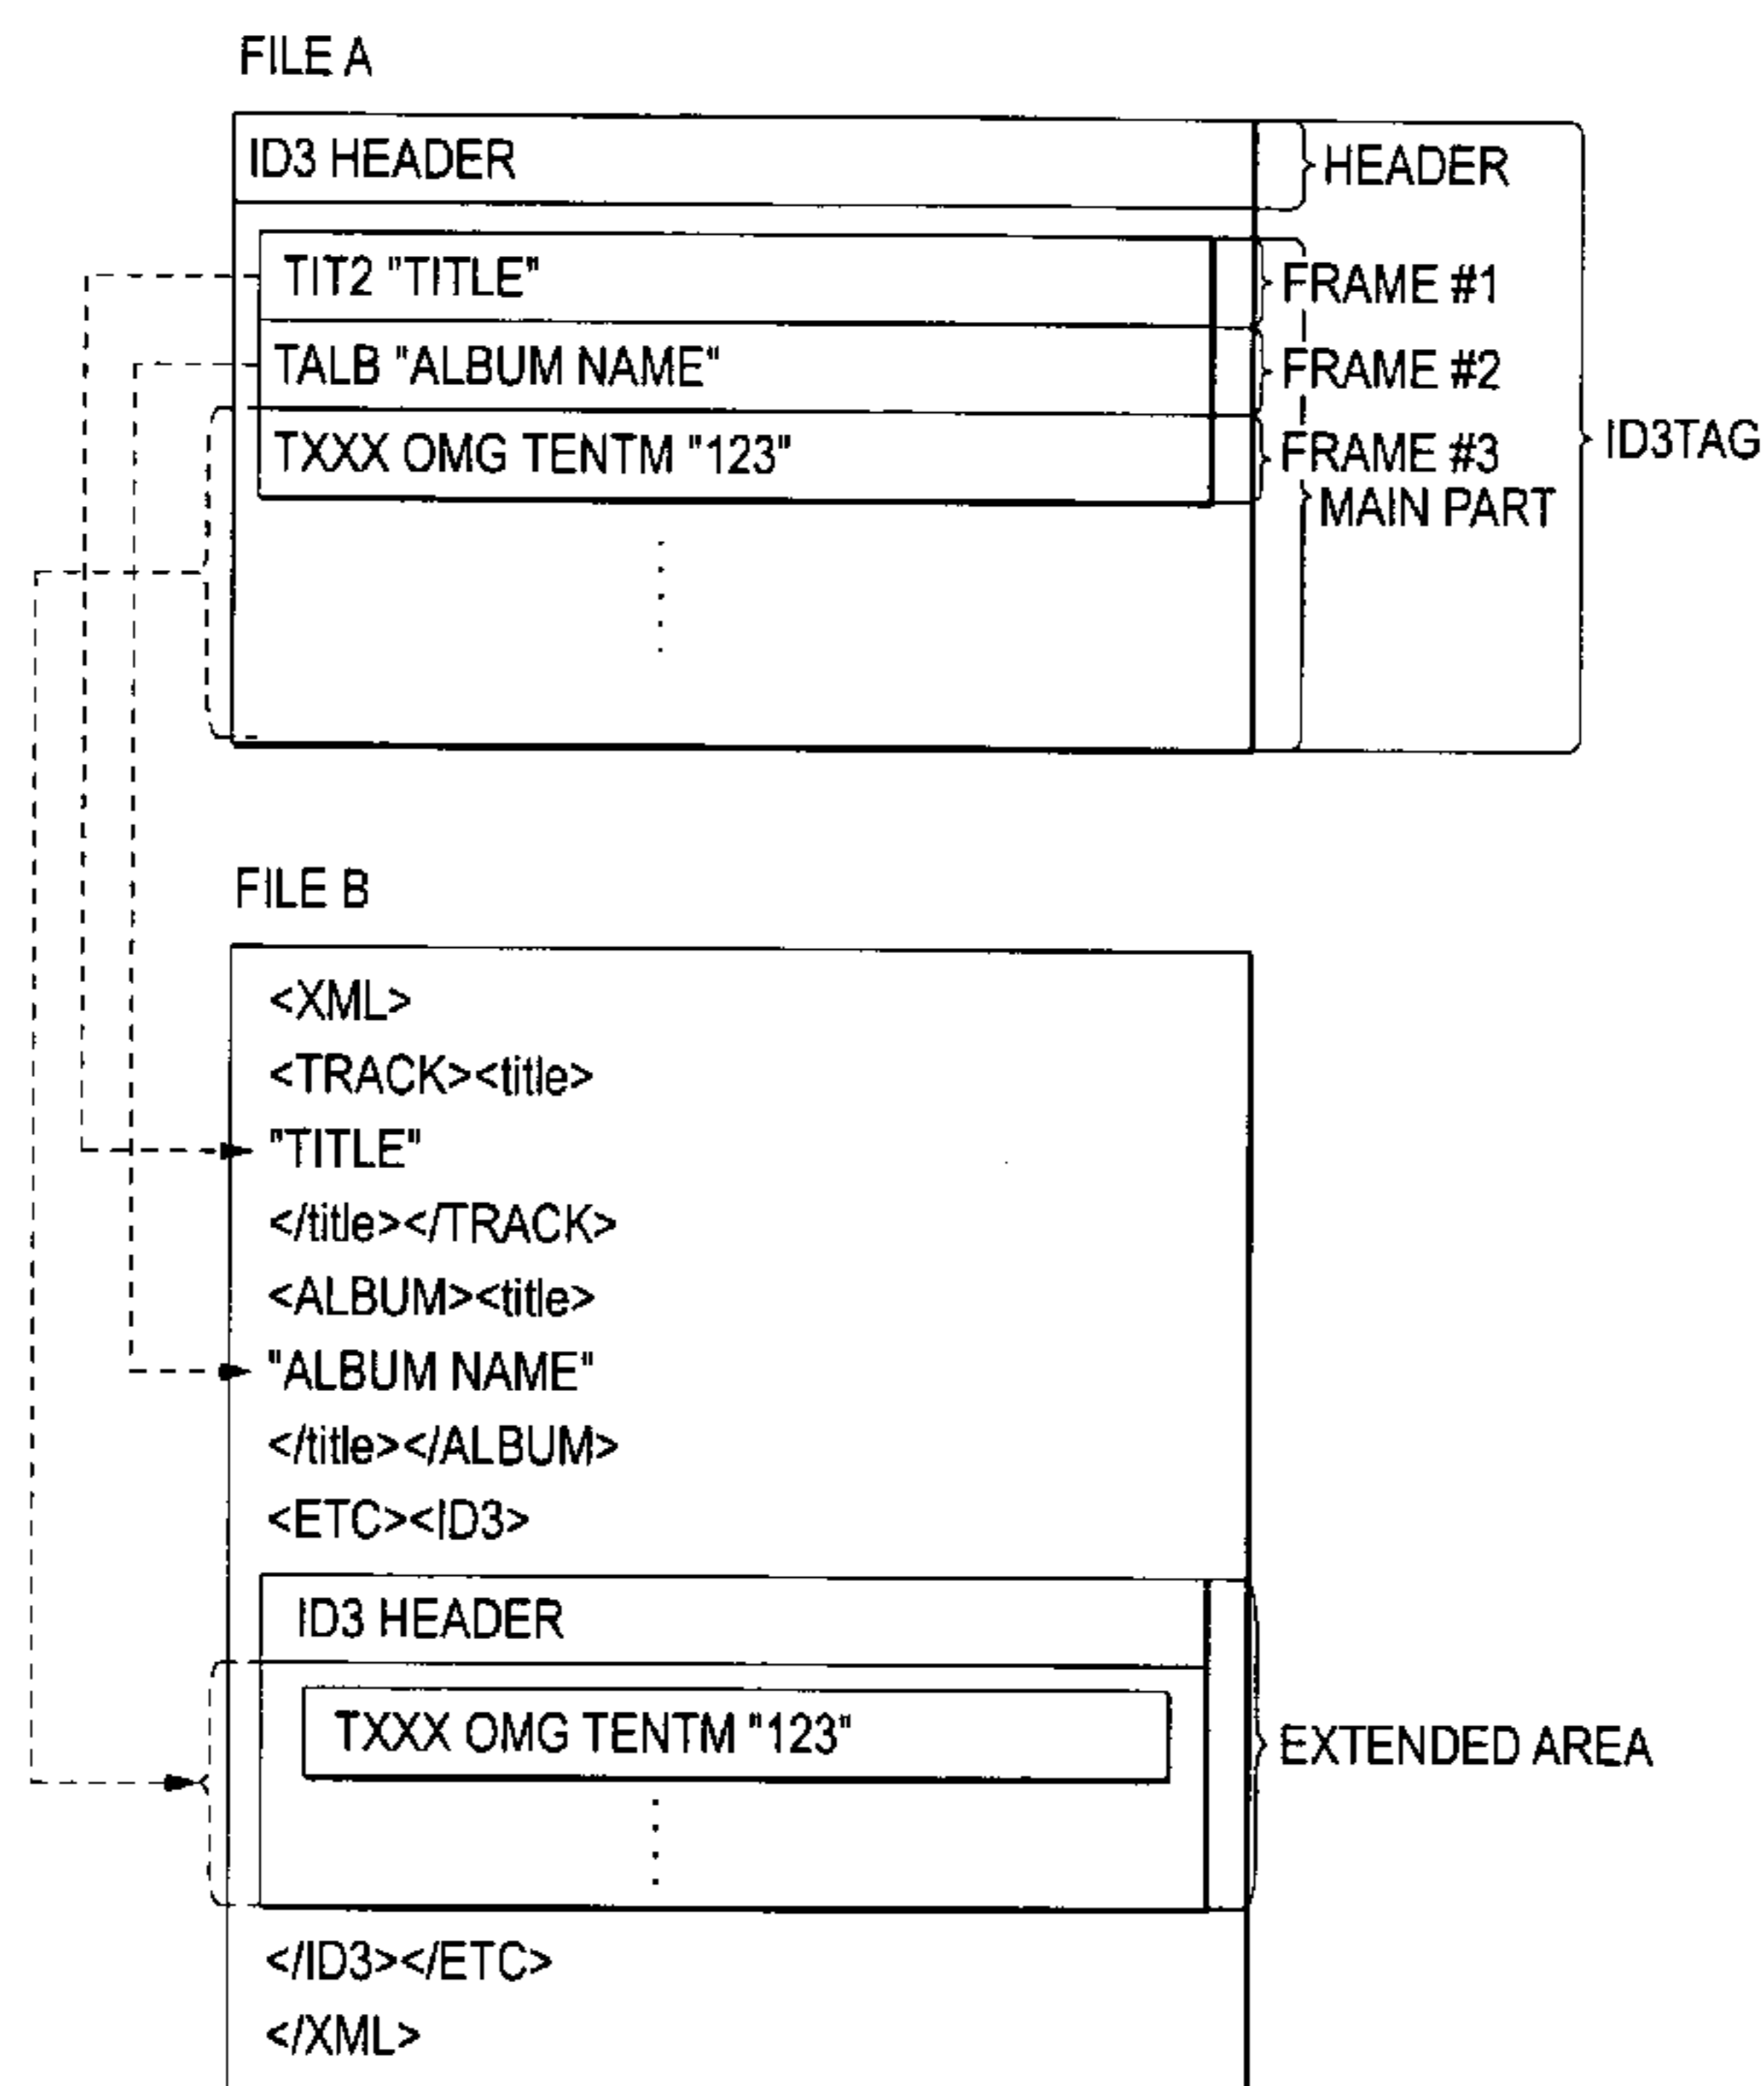 FILE A
ID3 HEADER
HEADER
TIT2 "TITLE"
FRAME #1
TALB "ALBUM NAME"
FRAME #2
TXXX OMG TENTM "123"
FRAME #3
ID3TAG
MAIN PART
FILE B
<XML>
<TRACK><title>
"TITLE"
</title></TRACK>
<ALBUM><title>
"ALBUM NAME"
</title></ALBUM>
<ETC><ID3>
ID3 HEADER
TXXX OMG TENTM "123"
EXTENDED AREA
</ID3></ETC>
</XML>